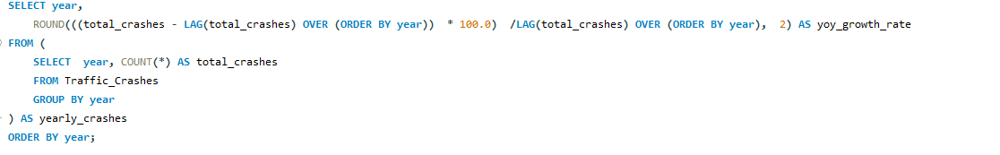 SELECT year,
    ROUND(((total_crashes - LAG(total_crashes) OVER (ORDER BY year))  * 100.0)  /LAG(total_crashes) OVER (ORDER BY year),  2) AS yoy_growth_rate
FROM (
    SELECT  year, COUNT(*) AS total_crashes
    FROM Traffic_Crashes
    GROUP BY year
) AS yearly_crashes
ORDER BY year;